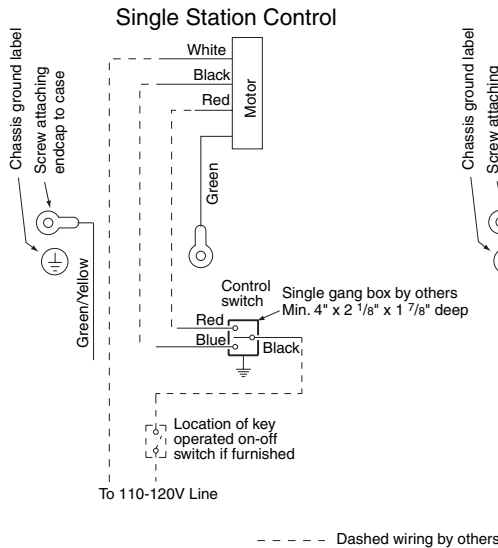 Single Station Control
Chassis ground label
Screw attaching
endcap to case
White
Black
Red
Motor
Green
Green/Yellow
Control
switch
Single gang box by others
Min. 4" x 2 1/8" x 1 7/8" deep
Red
Blue
Black
Location of key
operated on-off
switch if furnished
To 110-120V Line
Dashed wiring by others
Chassis ground label
Screw attaching